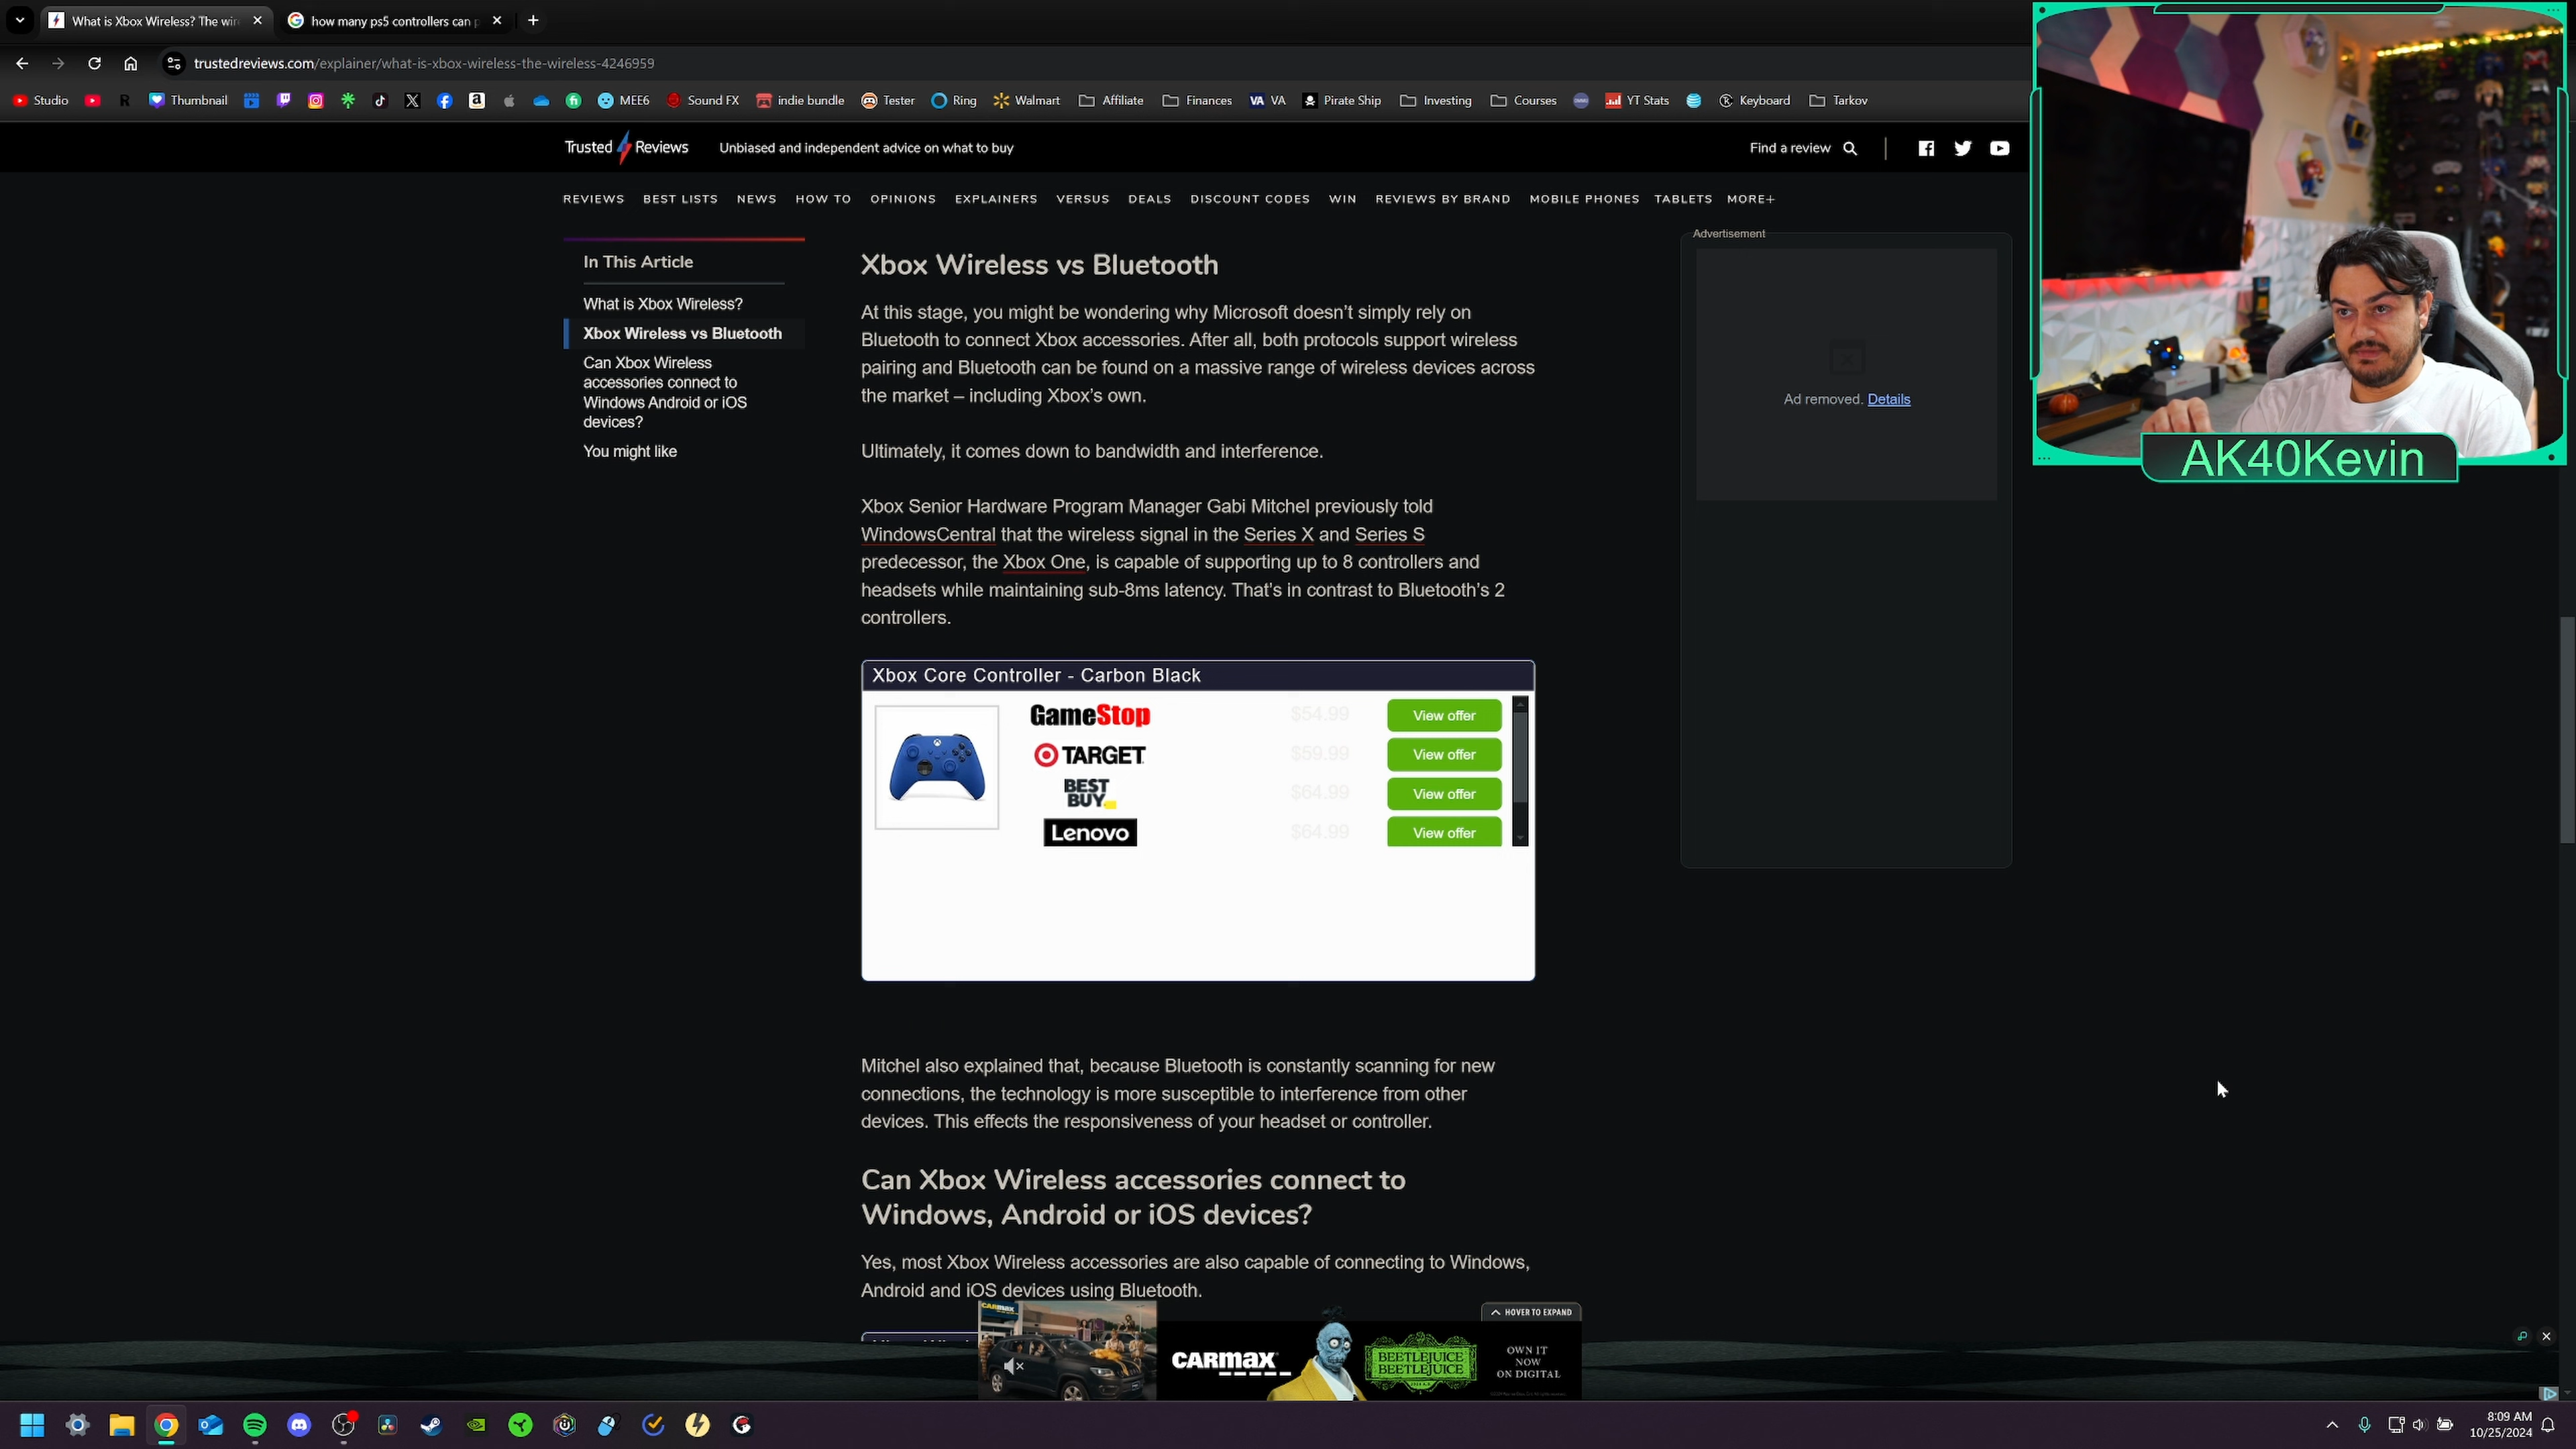 What is Xbox Wireless? The wir
how many ps5 controllers can p
trustedreviews.com/explainer/what-is-xbox-wireless-the-wireless-4246959
Studio
R
Thumbnail
MEE6
Sound FX
indie bundle
Tester
Ring
Walmart
Affiliate
Finances
VA VA
Pirate Ship
Investing
Courses
YT Stats
Keyboard
Tarkov
Trusted Reviews
Unbiased and independent advice on what to buy
Find a review
REVIEWS BEST LISTS NEWS HOW TO OPINIONS EXPLAINERS VERSUS DEALS DISCOUNT CODES WIN REVIEWS BY BRAND MOBILE PHONES TABLETS MORE+
In This Article
What is Xbox Wireless?
Xbox Wireless vs Bluetooth
Can Xbox Wireless
accessories connect to
Windows Android or iOS
devices?
You might like
Xbox Wireless vs Bluetooth
At this stage, you might be wondering why Microsoft doesn’t simply rely on
Bluetooth to connect Xbox accessories. After all, both protocols support wireless
pairing and Bluetooth can be found on a massive range of wireless devices across
the market – including Xbox’s own.
Ultimately, it comes down to bandwidth and interference.
Xbox Senior Hardware Program Manager Gabi Mitchel previously told
WindowsCentral that the wireless signal in the Series X and Series S
predecessor, the Xbox One, is capable of supporting up to 8 controllers and
headsets while maintaining sub-8ms latency. That’s in contrast to Bluetooth’s 2
controllers.
Xbox Core Controller - Carbon Black
GameStop $54.99 View offer
TARGET $59.99 View offer
BEST BUY $64.99 View offer
Lenovo $64.99 View offer
Mitchel also explained that, because Bluetooth is constantly scanning for new
connections, the technology is more susceptible to interference from other
devices. This effects the responsiveness of your headset or controller.
Can Xbox Wireless accessories connect to
Windows, Android or iOS devices?
Yes, most Xbox Wireless accessories are also capable of connecting to Windows,
Android and iOS devices using Bluetooth.
Advertisement
Ad removed. Details
AK40Kevin
HOVER TO EXPAND
CARMAX
CARMAX
BEETLEJUICE
BEETLEJUICE
OWN IT
NOW
ON DIGITAL
8:09 AM
10/25/2024